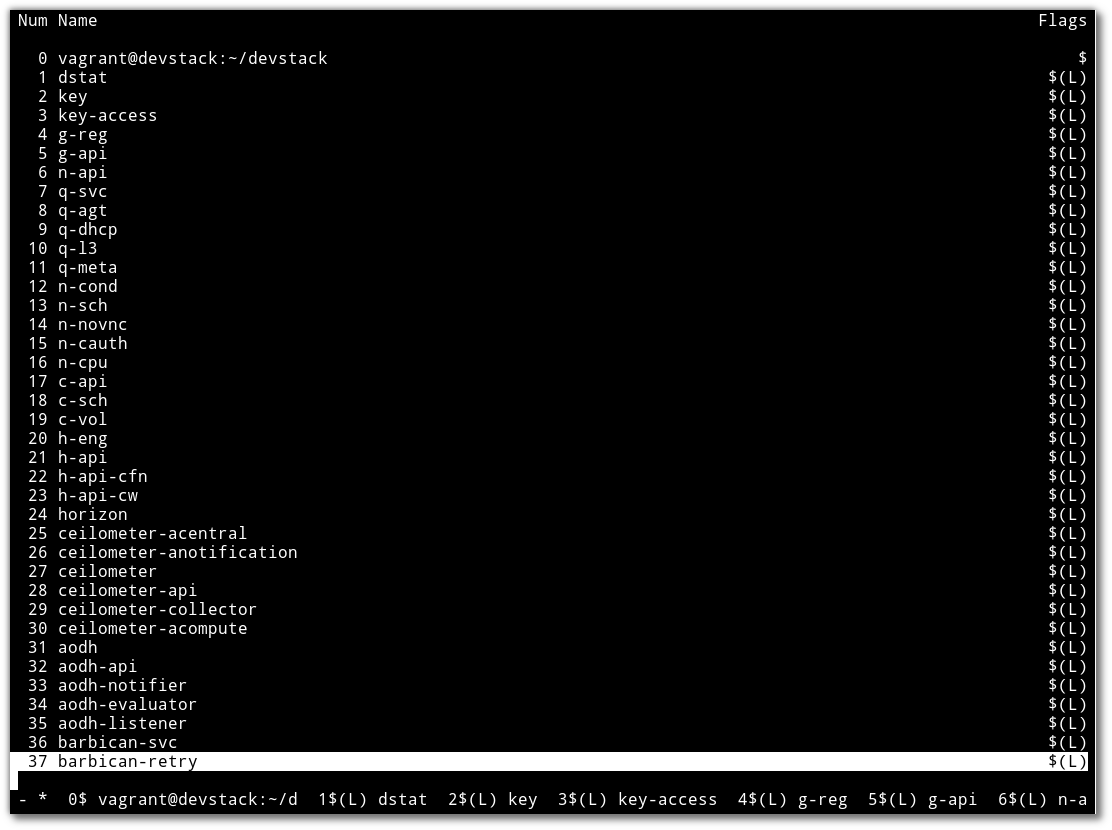 Num Name Flags
0 vagrant@devstack:~/devstack $
1 dstat $(L)
2 key $(L)
3 key-access $(L)
4 g-reg $(L)
5 g-api $(L)
6 n-api $(L)
7 q-svc $(L)
8 q-agt $(L)
9 q-dhcp $(L)
10 q-l3 $(L)
11 q-meta $(L)
12 n-cond $(L)
13 n-sch $(L)
14 n-novnc $(L)
15 n-cauth $(L)
16 n-cpu $(L)
17 c-api $(L)
18 c-sch $(L)
19 c-vol $(L)
20 h-eng $(L)
21 h-api $(L)
22 h-api-cfn $(L)
23 h-api-cw $(L)
24 horizon $(L)
25 ceilometer-acentral $(L)
26 ceilometer-anotification $(L)
27 ceilometer $(L)
28 ceilometer-api $(L)
29 ceilometer-collector $(L)
30 ceilometer-acompute $(L)
31 aodh $(L)
32 aodh-api $(L)
33 aodh-notifier $(L)
34 aodh-evaluator $(L)
35 aodh-listener $(L)
36 barbican-svc $(L)
37 barbican-retry $(L)
- * 0$ vagrant@devstack:~/d 1$(L) dstat 2$(L) key 3$(L) key-access 4$(L) g-reg 5$(L) g-api 6$(L) n-a